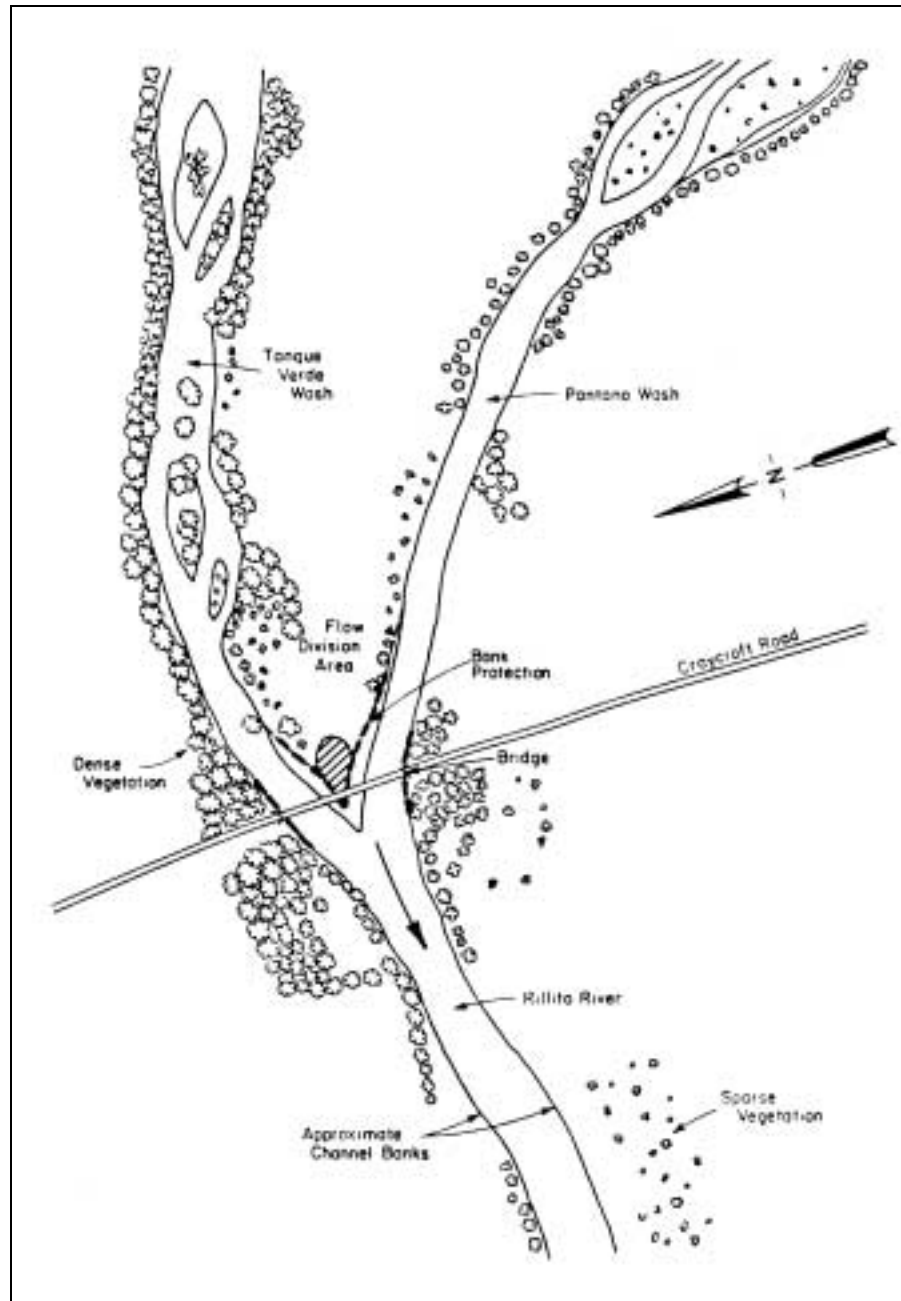 Tanque
Verde
Wash
Pantano Wash
N
Flow
Division
Area
Bank
Protection
Craycroft Road
Dense
Vegetation
Bridge
Rillito River
Sparse
Vegetation
Approximate
Channel Banks